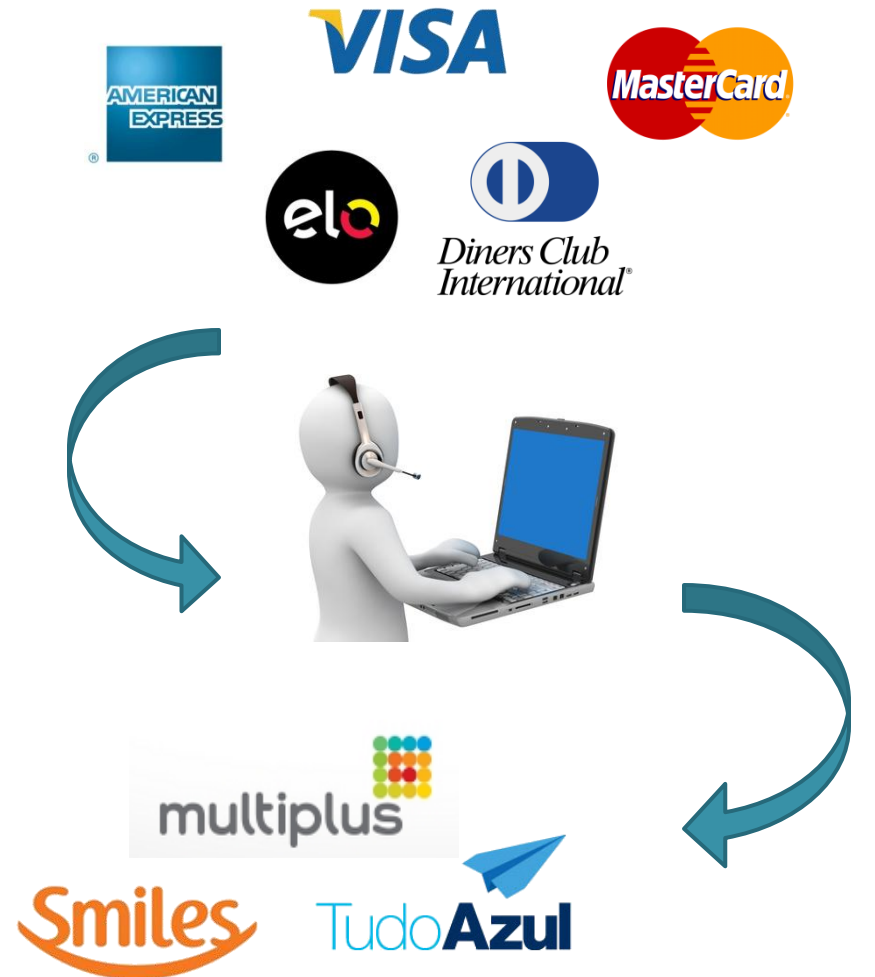 VISA
AMERICAN
EXPRESS
®
MasterCard
elo
Diners Club
International®
multiplus
Smiles
TudoAzul